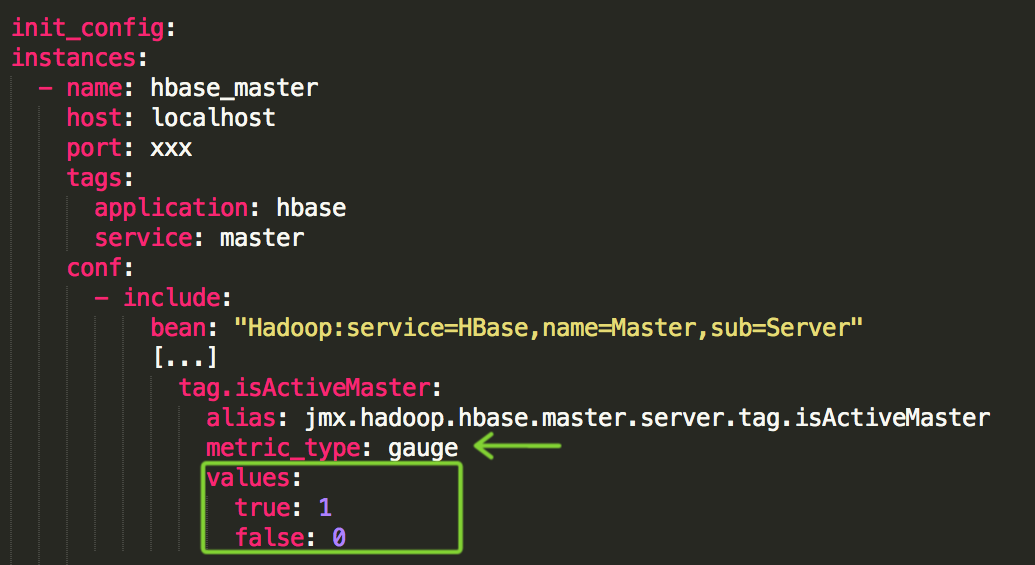 init_config:
instances:
  - name: hbase_master
    host: localhost
    port: xxx
    tags:
      application: hbase
      service: master
    conf:
      - include:
          bean: "Hadoop:service=HBase,name=Master,sub=Server"
          [...]
            tag.isActiveMaster:
              alias: jmx.hadoop.hbase.master.server.tag.isActiveMaster
              metric_type: gauge
              values:
                true: 1
                false: 0